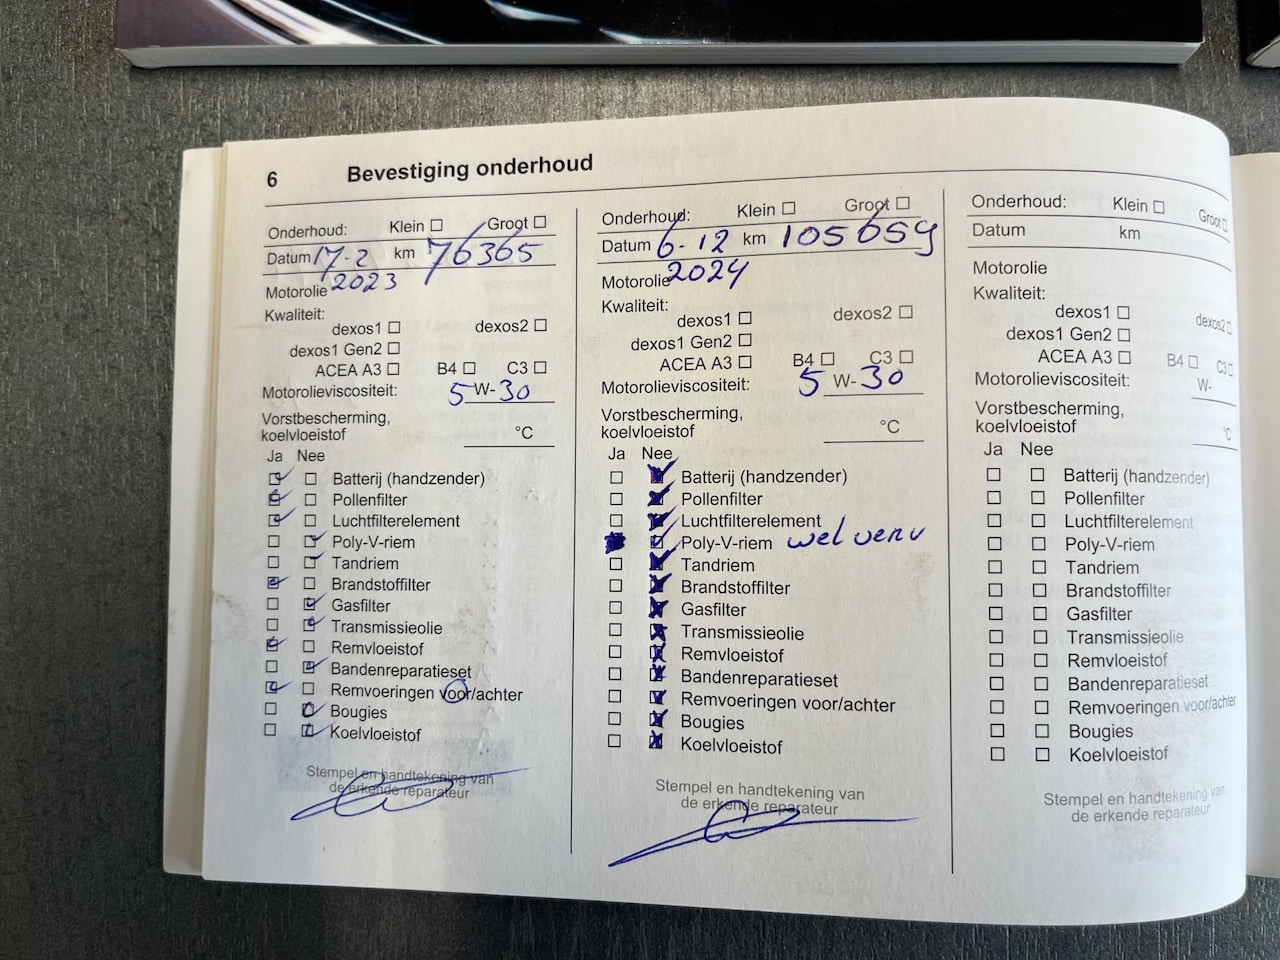 6 Bevestiging onderhoud
Onderhoud: Klein ☐ Groot ☐
Datum 17-2 km 76365
2023
Motorolie
Kwaliteit:
dexos1 ☐ dexos2 ☐
dexos1 Gen2 ☐
ACEA A3 ☐ B4 ☐ C3 ☐
Motorolieviscositeit: 5 W- 30
Vorstbescherming,
koelvloeistof °C
Ja Nee
Batterij (handzender)
Pollenfilter
Luchtfilterelement
Poly-V-riem
Tandriem
Brandstoffilter
Gasfilter
Transmissieolie
Remvloeistof
Bandenreparatieset
Remvoeringen voor/achter
Bougies
Koelvloeistof
Stempel en handtekening van
de erkende reparateur
Onderhoud: Klein ☐ Groot ☐
Datum 6-12 km 105659
2024
Motorolie
Kwaliteit:
dexos1 ☐ dexos2 ☐
dexos1 Gen2 ☐
ACEA A3 ☐ B4 ☐ C3 ☐
Motorolieviscositeit: 5 W- 30
Vorstbescherming,
koelvloeistof °C
Ja Nee
Batterij (handzender)
Pollenfilter
Luchtfilterelement
Poly-V-riem wel verv
Tandriem
Brandstoffilter
Gasfilter
Transmissieolie
Remvloeistof
Bandenreparatieset
Remvoeringen voor/achter
Bougies
Koelvloeistof
Stempel en handtekening van
de erkende reparateur
Onderhoud: Klein ☐ Groot ☐
Datum km
Motorolie
Kwaliteit:
dexos1 ☐ dexos2 ☐
dexos1 Gen2 ☐
ACEA A3 ☐ B4 ☐ C3 ☐
Motorolieviscositeit: W-
Vorstbescherming,
koelvloeistof °C
Ja Nee
Batterij (handzender)
Pollenfilter
Luchtfilterelement
Poly-V-riem
Tandriem
Brandstoffilter
Gasfilter
Transmissieolie
Remvloeistof
Bandenreparatieset
Remvoeringen voor/achter
Bougies
Koelvloeistof
Stempel en handtekening van
de erkende reparateur